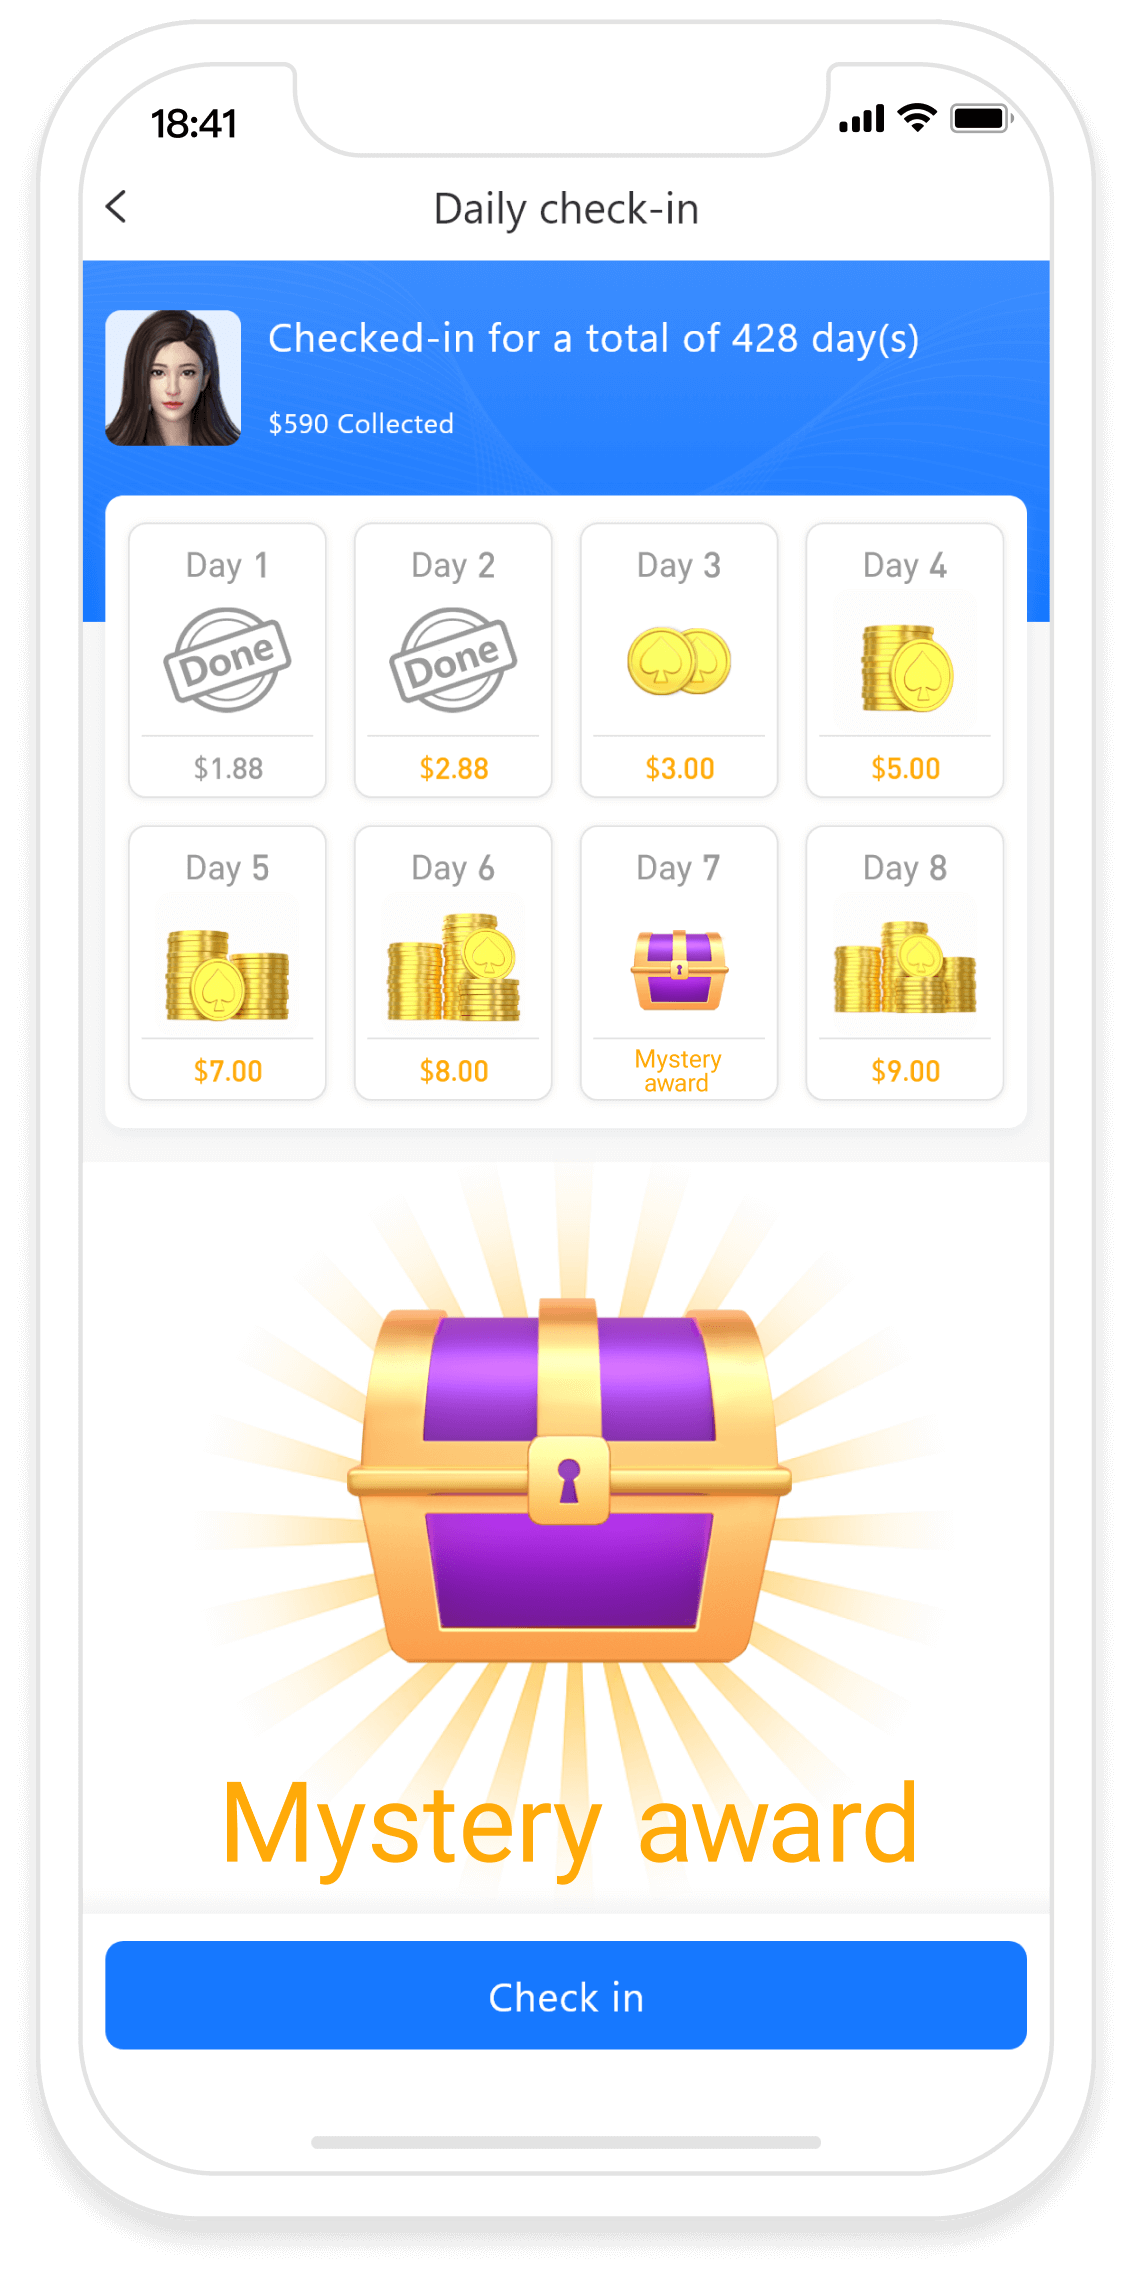 18:41
Daily check-in
Checked-in for a total of 428 day(s)
$590 Collected
Day 1
Day 2
Day 3
Day 4
Done
Done
$1.88
$2.88
$3.00
$5.00
Day 5
Day 6
Day 7
Day 8
$7.00
$8.00
Mystery
award
$9.00
Mystery award
Check in